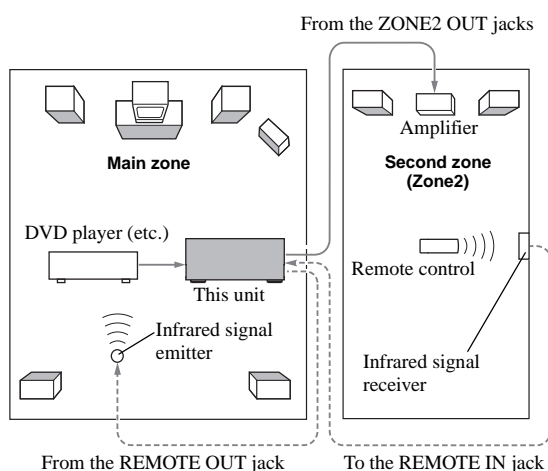 From the ZONE2 OUT jacks
Amplifier
Main zone
Second zone
(Zone2)
DVD player (etc.)
This unit
Remote control
Infrared signal
emitter
Infrared signal
receiver
From the REMOTE OUT jack
To the REMOTE IN jack